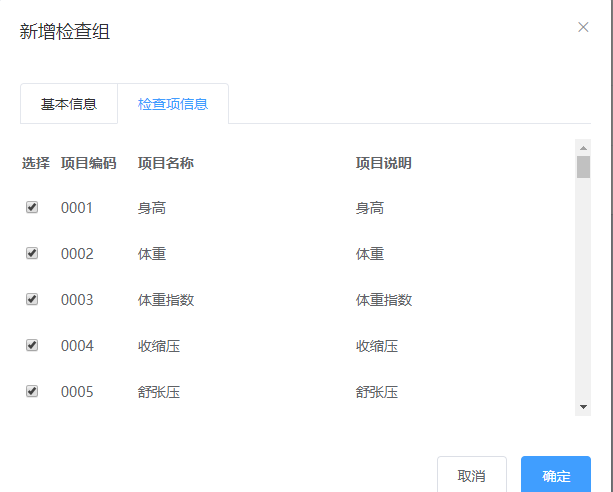 新增检查组
基本信息 检查项信息
选择 项目编码 项目名称 项目说明
0001 身高 身高
0002 体重 体重
0003 体重指数 体重指数
0004 收缩压 收缩压
0005 舒张压 舒张压
取消 确定